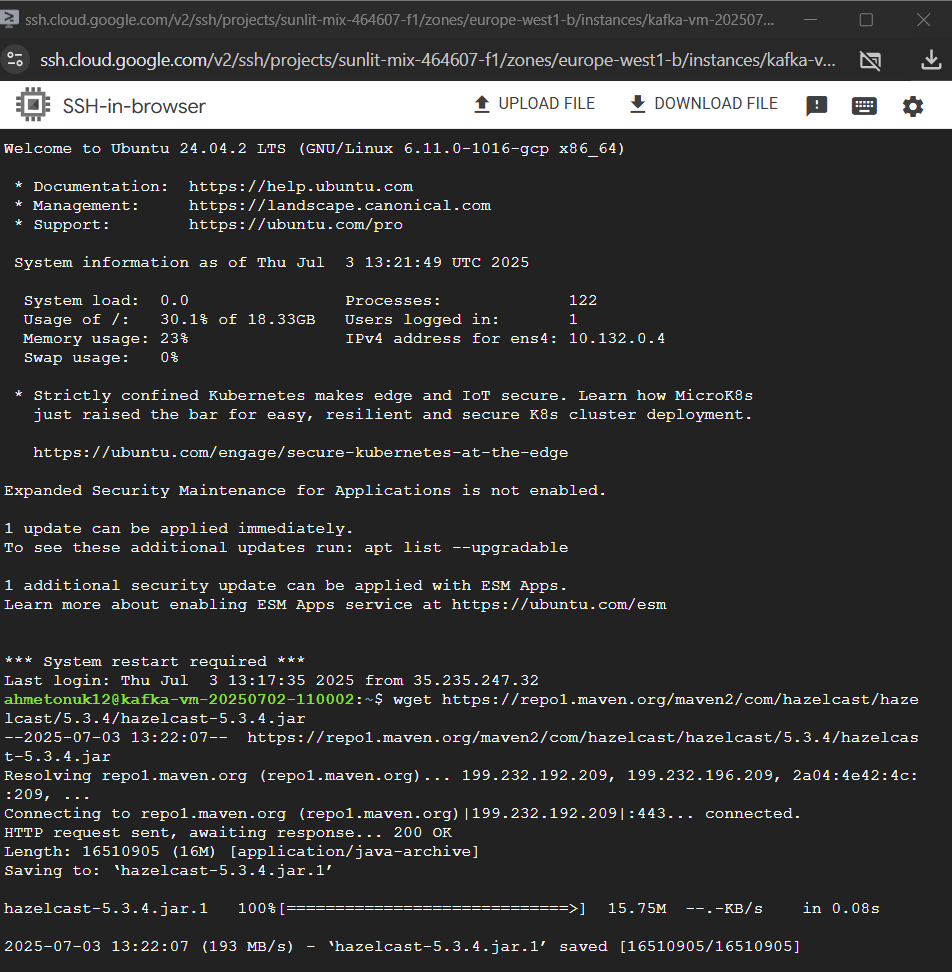 ssh.cloud.google.com/v2/ssh/projects/sunlit-mix-464607-f1/zones/europe-west1-b/instances/kafka-vm-202507...
ssh.cloud.google.com/v2/ssh/projects/sunlit-mix-464607-f1/zones/europe-west1-b/instances/kafka-v...
SSH-in-browser UPLOAD FILE DOWNLOAD FILE
Welcome to Ubuntu 24.04.2 LTS (GNU/Linux 6.11.0-1016-gcp x86_64)
* Documentation: https://help.ubuntu.com
* Management: https://landscape.canonical.com
* Support: https://ubuntu.com/pro
System information as of Thu Jul 3 13:21:49 UTC 2025
System load: 0.0 Processes: 122
Usage of /: 30.1% of 18.33GB Users logged in: 1
Memory usage: 23% IPv4 address for ens4: 10.132.0.4
Swap usage: 0%
* Strictly confined Kubernetes makes edge and IoT secure. Learn how MicroK8s
just raised the bar for easy, resilient and secure K8s cluster deployment.
https://ubuntu.com/engage/secure-kubernetes-at-the-edge
Expanded Security Maintenance for Applications is not enabled.
1 update can be applied immediately.
To see these additional updates run: apt list --upgradable
1 additional security update can be applied with ESM Apps.
Learn more about enabling ESM Apps service at https://ubuntu.com/esm
*** System restart required ***
Last login: Thu Jul 3 13:17:35 2025 from 35.235.247.32
ahmetonuk12@kafka-vm-20250702-110002:~$ wget https://repo1.maven.org/maven2/com/hazelcast/haze
lcast/5.3.4/hazelcast-5.3.4.jar
--2025-07-03 13:22:07-- https://repo1.maven.org/maven2/com/hazelcast/hazelcast/5.3.4/hazelcas
t-5.3.4.jar
Resolving repo1.maven.org (repo1.maven.org)... 199.232.192.209, 199.232.196.209, 2a04:4e42:4c:
:209, ...
Connecting to repo1.maven.org (repo1.maven.org)|199.232.192.209|:443... connected.
HTTP request sent, awaiting response... 200 OK
Length: 16510905 (16M) [application/java-archive]
Saving to: ‘hazelcast-5.3.4.jar.1’
hazelcast-5.3.4.jar.1 100%[=============================>] 15.75M --.-KB/s in 0.08s
2025-07-03 13:22:07 (193 MB/s) - ‘hazelcast-5.3.4.jar.1’ saved [16510905/16510905]